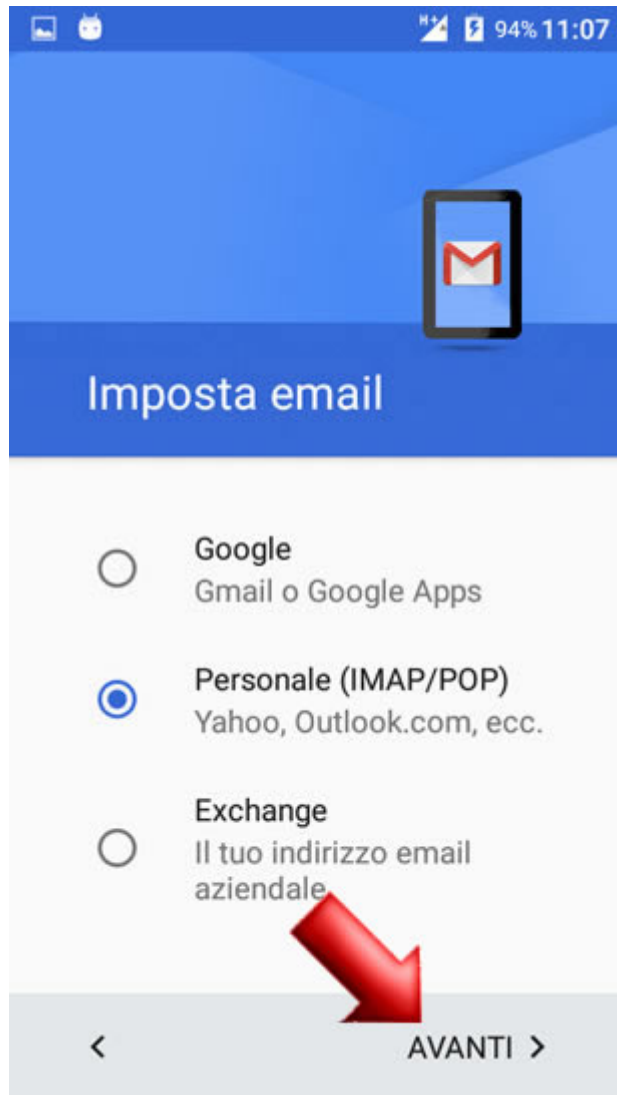 94% 11:07
Imposta email
Google
Gmail o Google Apps
Personale (IMAP/POP)
Yahoo, Outlook.com, ecc.
Exchange
Il tuo indirizzo email
aziendale
AVANTI